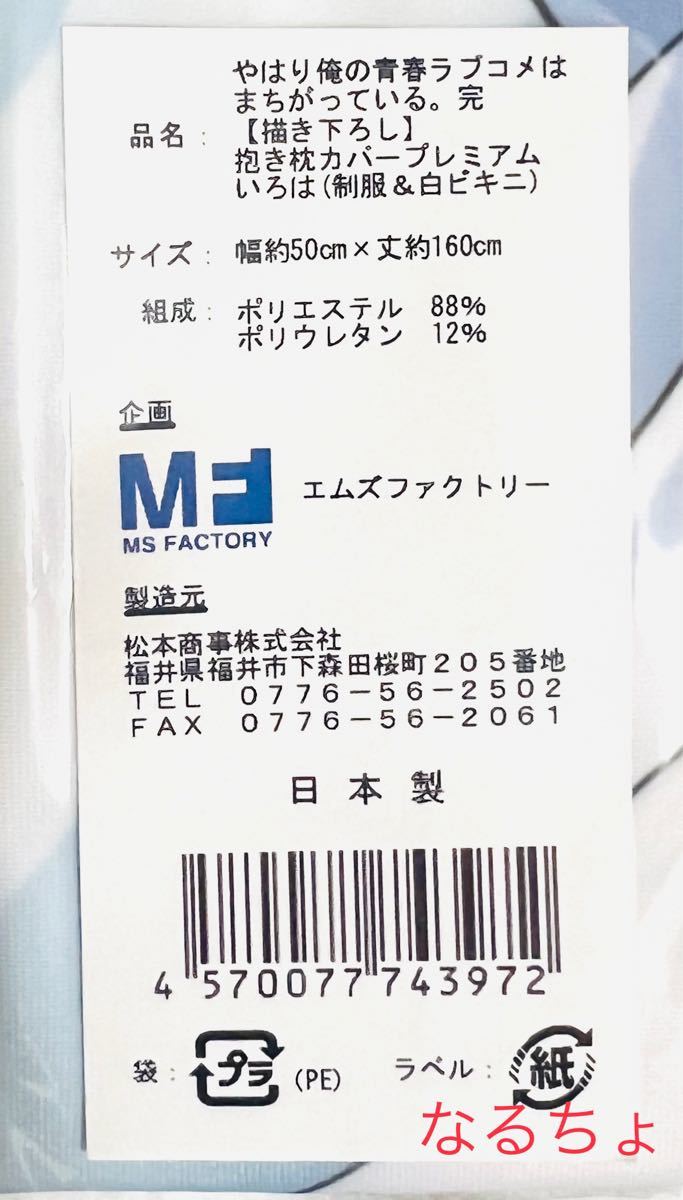 品名: やはり俺の青春ラブコメは
まちがっている。完
【描き下ろし】
抱き枕カバープレミアム
いろは(制服&白ビキニ)
サイズ: 幅約50cm×丈約160cm
組成: ポリエステル 88%
ポリウレタン 12%
企画
MF エムズファクトリー
MS FACTORY
製造元
松本商事株式会社
福井県福井市下森田桜町205番地
TEL 0776-56-2502
FAX 0776-56-2061
日本製
4 570077 743972
袋: プラ (PE) ラベル: 紙
なるちょ